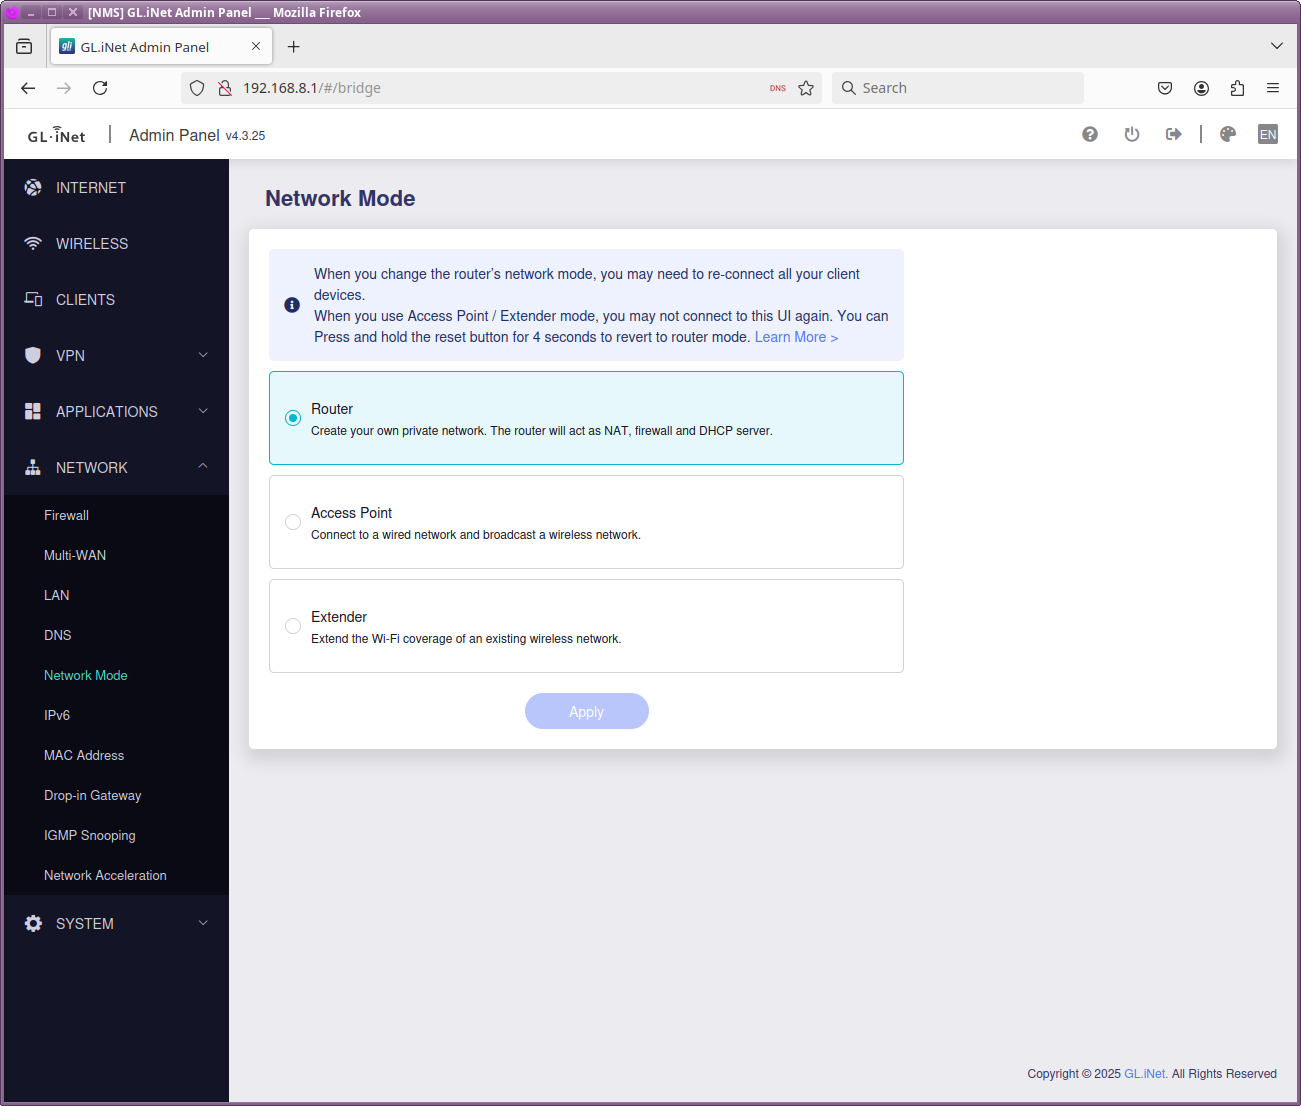 [NMS] GL.iNet Admin Panel ___ Mozilla Firefox
gli GL.iNet Admin Panel
192.168.8.1/#/bridge
DNS
Search
GL·iNet
Admin Panel v4.3.25
EN
INTERNET
WIRELESS
CLIENTS
VPN
APPLICATIONS
NETWORK
Firewall
Multi-WAN
LAN
DNS
Network Mode
IPv6
MAC Address
Drop-in Gateway
IGMP Snooping
Network Acceleration
SYSTEM
Network Mode
When you change the router’s network mode, you may need to re-connect all your client
devices.
When you use Access Point / Extender mode, you may not connect to this UI again. You can
Press and hold the reset button for 4 seconds to revert to router mode. Learn More >
Router
Create your own private network. The router will act as NAT, firewall and DHCP server.
Access Point
Connect to a wired network and broadcast a wireless network.
Extender
Extend the Wi-Fi coverage of an existing wireless network.
Apply
Copyright © 2025 GL.iNet. All Rights Reserved